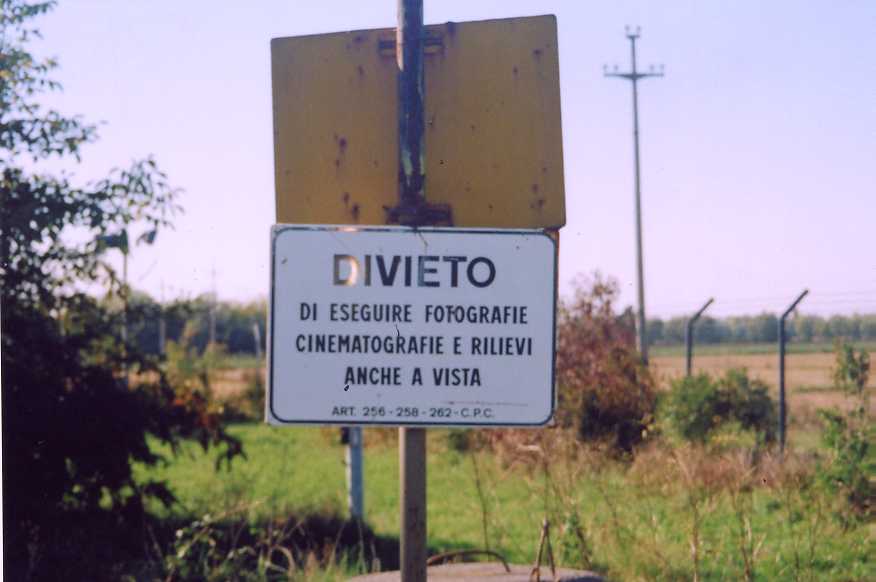 DIVIETO
DI ESEGUIRE FOTOGRAFIE
CINEMATOGRAFIE E RILIEVI
ANCHE A VISTA
ART. 256-258-262-C.P.C.